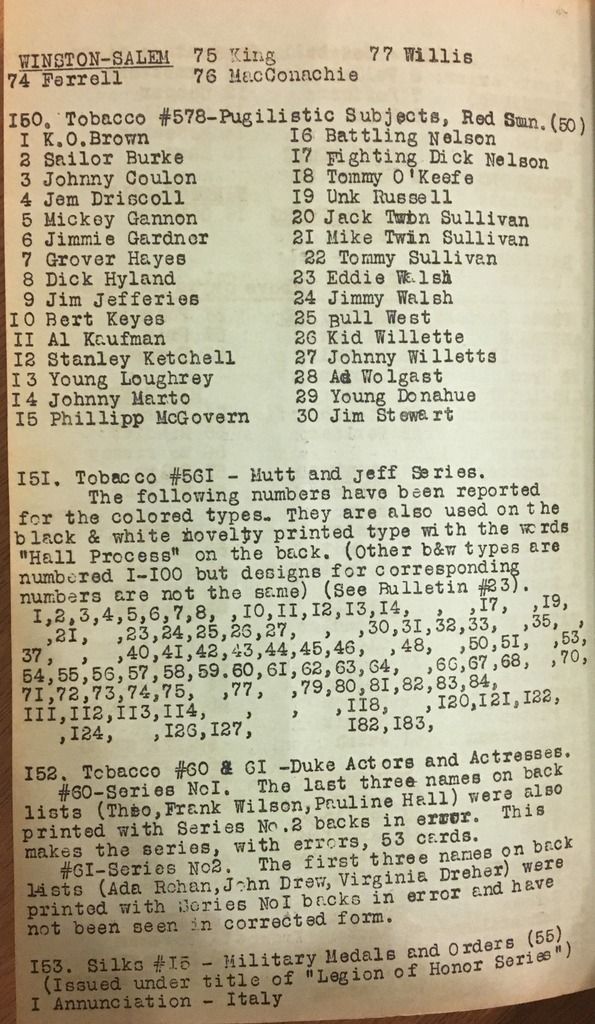 WINSTON-SALEM 75 King 77 Willis
74 Ferrell 76 MacConachie
I50. Tobacco #578-Pugilistic Subjects, Red Smn.(50)
I K.O.Brown I6 Battling Nelson
2 Sailor Burke I7 Fighting Dick Nelson
3 Johnny Coulon I8 Tommy O'Keefe
4 Jem Driscoll I9 Unk Russell
5 Mickey Gannon 20 Jack Twin Sullivan
6 Jimmie Gardner 2I Mike Twin Sullivan
7 Grover Hayes 22 Tommy Sullivan
8 Dick Hyland 23 Eddie Walsh
9 Jim Jefferies 24 Jimmy Walsh
I0 Bert Keyes 25 Bull West
II Al Kaufman 26 Kid Willette
I2 Stanley Ketchell 27 Johnny Willetts
I3 Young Loughrey 28 Ad Wolgast
I4 Johnny Marto 29 Young Donahue
I5 Phillipp McGovern 30 Jim Stewart
I5I. Tobacco #56I - Mutt and Jeff Series.
The following numbers have been reported
for the colored types. They are also used on the
black & white novelty printed type with the words
"Hall Process" on the back. (Other b&w types are
numbered I-I00 but designs for corresponding
numbers are not the same) (See Bulletin #23).
I,2,3,4,5,6,7,8, ,I0,II,I2,I3,I4, , ,I7, ,I9,
,2I, ,23,24,25,26,27, , ,30,3I,32,33, ,35, ,
37, , ,40,4I,42,43,44,45,46, ,48, ,50,5I, ,53,
54,55,56,57,58,59.60,6I,62,63,64, ,66,67,68, ,70,
7I,72,73,74,75, ,77, ,79,80,8I,82,83,84,
III,II2,II3,II4, , , ,II8, ,I20,I2I,I22,
,I24, ,I26,I27, I82,I83,
I52. Tobacco #60 & 6I -Duke Actors and Actresses.
#60-Series NoI. The last three names on back
lists (Theo,Frank Wilson,Pauline Hall) were also
printed with Series No.2 backs in error. This
makes the series, with errors, 53 cards.
#6I-Series No2. The first three names on back
lists (Ada Rehan,John Drew,Virginia Dreher) were
printed with Series NoI backs in error and have
not been seen in corrected form.
I53. Silks #I5 - Military Medals and Orders (55)
(Issued under title of "Legion of Honor Series")
I Annunciation - Italy